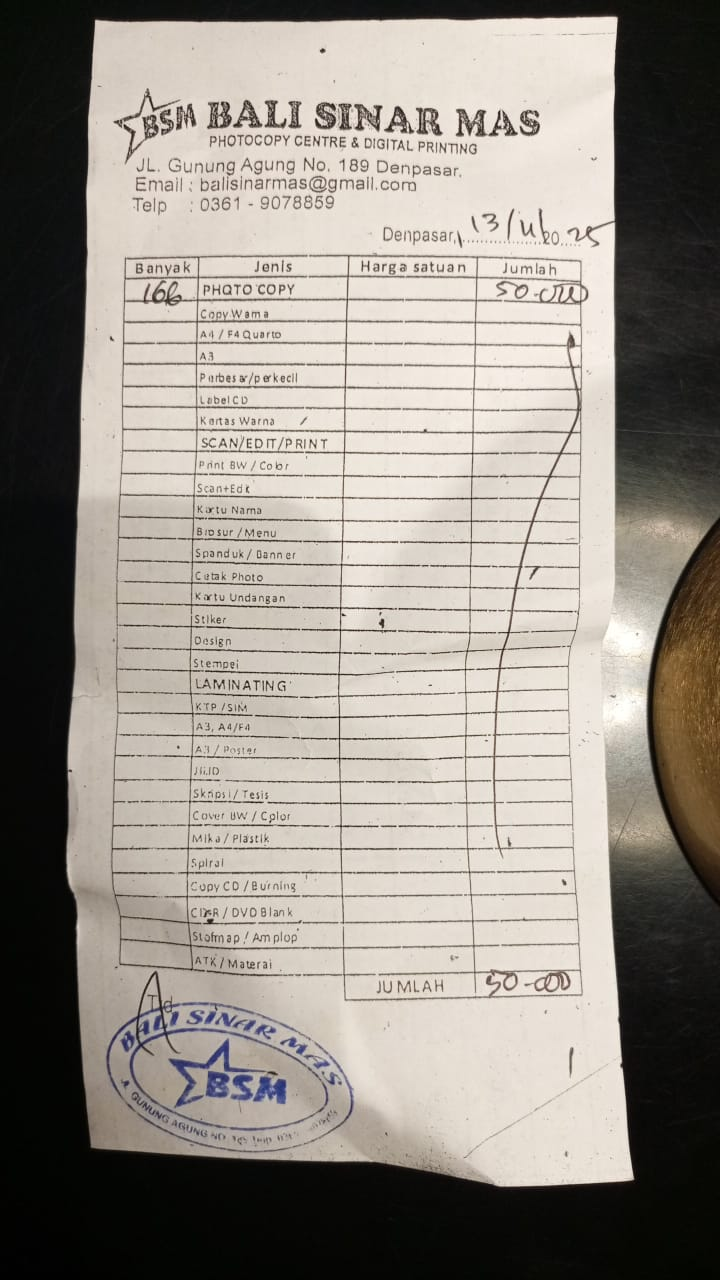 BSM BALI SINAR MAS
PHOTOCOPY CENTRE & DIGITAL PRINTING
JL. Gunung Agung No. 189 Denpasar.
Email : balisinarmas@gmail.com
Telp : 0361 - 9078859
Denpasar, 13/11/2025
Banyak Jenis Harga satuan Jumlah
166 PHOTO COPY 50.000
Copy Warna
A4 / F4 Quarto
A3
Perbesar/perkecil
Label CD
Kertas Warna
SCAN/EDIT/PRINT
Print BW / Color
Scan+Edit
Kartu Nama
Brosur / Menu
Spanduk / Banner
Cetak Photo
Kartu Undangan
Stiker
Design
Stempel
LAMINATING
KTP / SIM
A3, A4/F4
A3 / Poster
JILID
Skripsi / Tesis
Cover BW / Color
Mika / Plastik
Spiral
Copy CD / Burning
CD-R / DVD Blank
Stofmap / Amplop
ATK / Materai
JUMLAH 50.000
BALI SINAR MAS
BSM
JL. GUNUNG AGUNG NO.